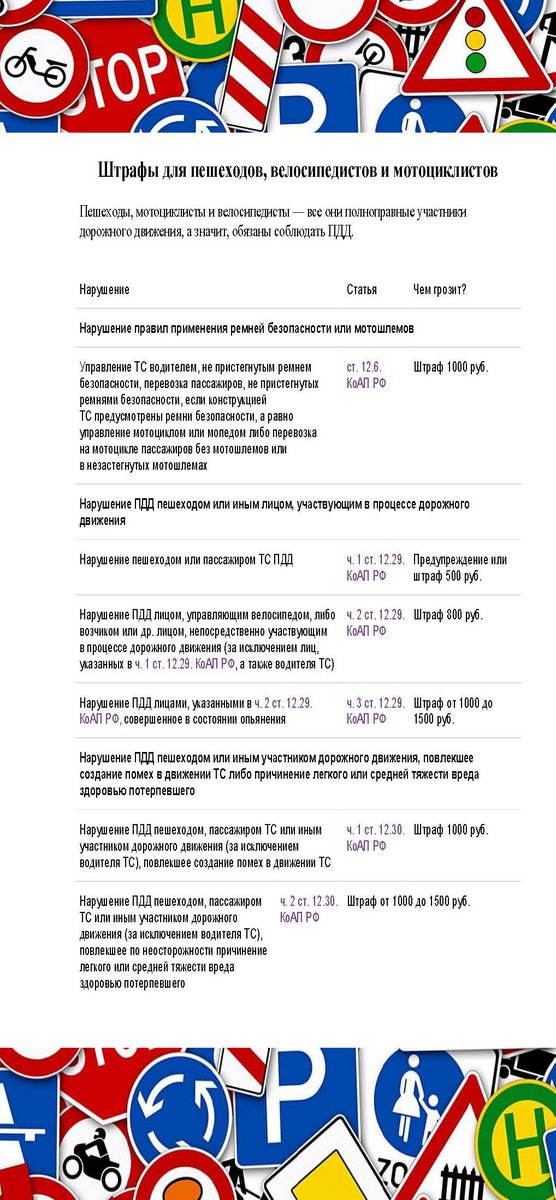 STOP
H
P
Штрафы для пешеходов, велосипедистов и мотоциклистов
Пешеходы, мотоциклисты и велосипедисты — все они полноправные участники
дорожного движения, а значит, обязаны соблюдать ПДД.
Нарушение Статья Чем грозит?
Нарушение правил применения ремней безопасности или мотошлемов
Управление ТС водителем, не пристегнутым ремнем ст. 12.6. Штраф 1000 руб.
безопасности, перевозка пассажиров, не пристегнутых КоАП РФ
ремнями безопасности, если конструкцией
ТС предусмотрены ремни безопасности, а равно
управление мотоциклом или мопедом либо перевозка
на мотоцикле пассажиров без мотошлемов или
в незастегнутых мотошлемах
Нарушение ПДД пешеходом или иным лицом, участвующим в процессе дорожного
движения
Нарушение пешеходом или пассажиром ТС ПДД ч. 1 ст. 12.29. Предупреждение или
КоАП РФ штраф 500 руб.
Нарушение ПДД лицом, управляющим велосипедом, либо ч. 2 ст. 12.29. Штраф 800 руб.
возчиком или др. лицом, непосредственно участвующим КоАП РФ
в процессе дорожного движения (за исключением лиц,
указанных в ч. 1 ст. 12.29. КоАП РФ, а также водителя ТС)
Нарушение ПДД лицами, указанными в ч. 2 ст. 12.29. ч. 3 ст. 12.29. Штраф от 1000 до
КоАП РФ, совершенное в состоянии опьянения КоАП РФ 1500 руб.
Нарушение ПДД пешеходом или иным участником дорожного движения, повлекшее
создание помех в движении ТС либо причинение легкого или средней тяжести вреда
здоровью потерпевшего
Нарушение ПДД пешеходом, пассажиром ТС или иным ч. 1 ст. 12.30. Штраф 1000 руб.
участником дорожного движения (за исключением КоАП РФ
водителя ТС), повлекшее создание помех в движении ТС
Нарушение ПДД пешеходом, пассажиром ч. 2 ст. 12.30. Штраф от 1000 до 1500 руб.
ТС или иным участником дорожного КоАП РФ
движения (за исключением водителя ТС),
повлекшее по неосторожности причинение
легкого или средней тяжести вреда
здоровью потерпевшего
P
H